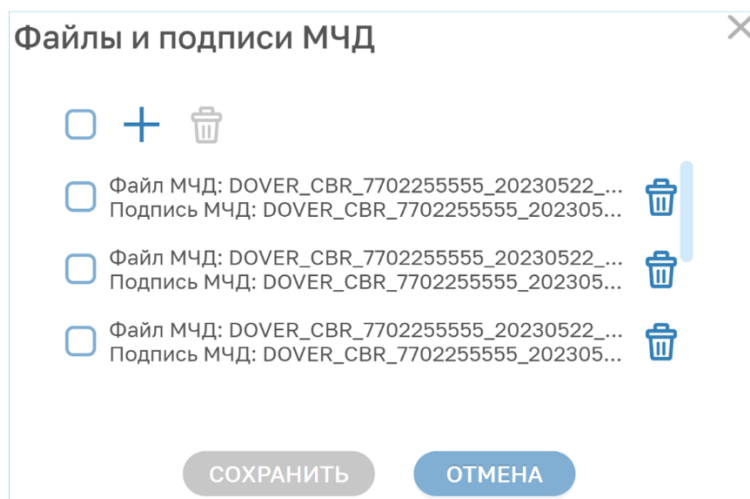 Файлы и подписи МЧД
Файл МЧД: DOVER_CBR_7702255555_20230522_...
Подпись МЧД: DOVER_CBR_7702255555_202305...
Файл МЧД: DOVER_CBR_7702255555_20230522_...
Подпись МЧД: DOVER_CBR_7702255555_202305...
Файл МЧД: DOVER_CBR_7702255555_20230522_...
Подпись МЧД: DOVER_CBR_7702255555_202305...
СОХРАНИТЬ ОТМЕНА